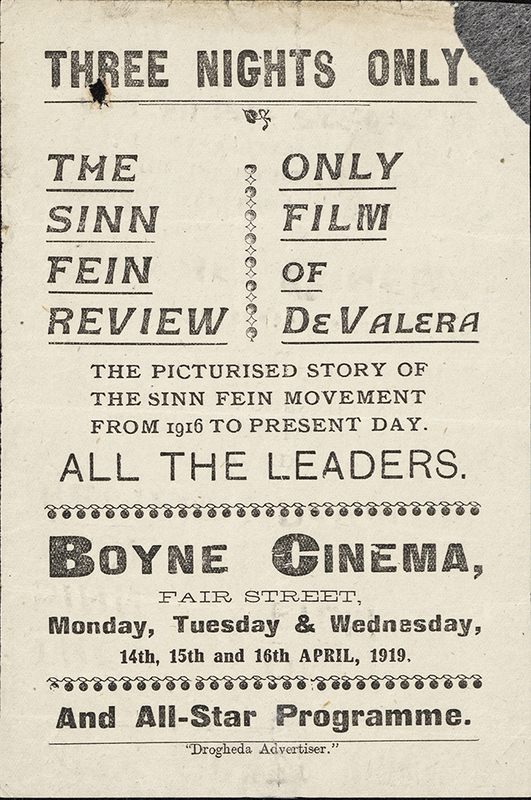 THREE NIGHTS ONLY.
THE
SINN
FEIN
REVIEW
ONLY
FILM
OF
DEVALERA
THE PICTURISED STORY OF
THE SINN FEIN MOVEMENT
FROM 1916 TO PRESENT DAY.
ALL THE LEADERS.
BOYNE CINEMA,
FAIR STREET,
Monday, Tuesday & Wednesday,
14th, 15th and 16th APRIL, 1919.
And All-Star Programme.
"Drogheda Advertiser."